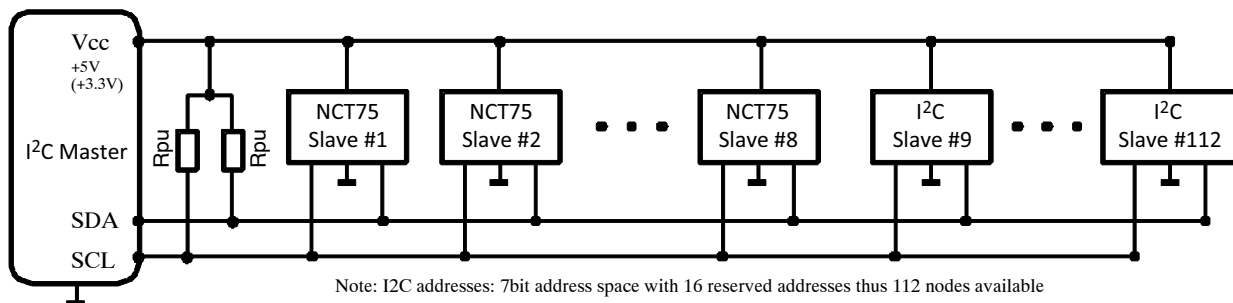 Vcc
+5V
(+3.3V)
I²C Master
SDA
SCL
Rpu
Rpu
NCT75
Slave #1
NCT75
Slave #2
NCT75
Slave #8
I²C
Slave #9
I²C
Slave #112
Note: I2C addresses: 7bit address space with 16 reserved addresses thus 112 nodes available